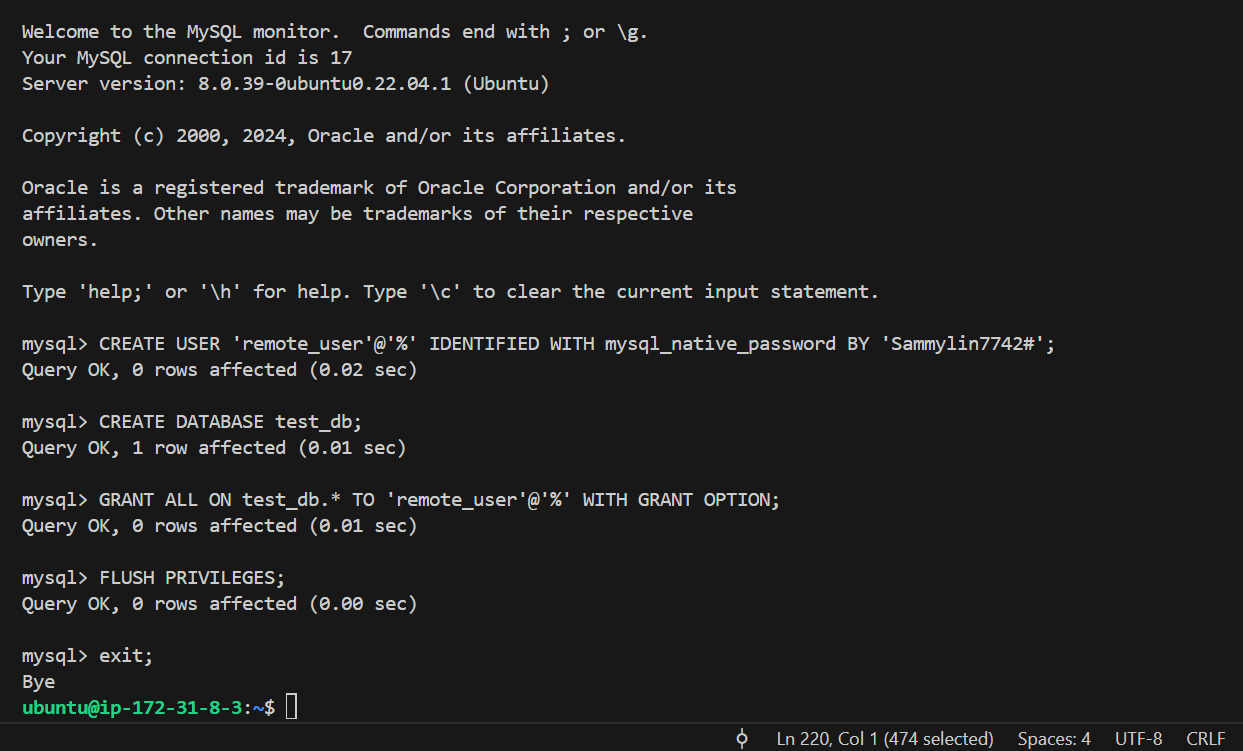 Welcome to the MySQL monitor.  Commands end with ; or \g.
Your MySQL connection id is 17
Server version: 8.0.39-0ubuntu0.22.04.1 (Ubuntu)
Copyright (c) 2000, 2024, Oracle and/or its affiliates.
Oracle is a registered trademark of Oracle Corporation and/or its
affiliates. Other names may be trademarks of their respective
owners.
Type 'help;' or '\h' for help. Type '\c' to clear the current input statement.
mysql> CREATE USER 'remote_user'@'%' IDENTIFIED WITH mysql_native_password BY 'Sammylin7742#';
Query OK, 0 rows affected (0.02 sec)
mysql> CREATE DATABASE test_db;
Query OK, 1 row affected (0.01 sec)
mysql> GRANT ALL ON test_db.* TO 'remote_user'@'%' WITH GRANT OPTION;
Query OK, 0 rows affected (0.01 sec)
mysql> FLUSH PRIVILEGES;
Query OK, 0 rows affected (0.00 sec)
mysql> exit;
Bye
ubuntu@ip-172-31-8-3:~$
Ln 220, Col 1 (474 selected) Spaces: 4 UTF-8 CRLF